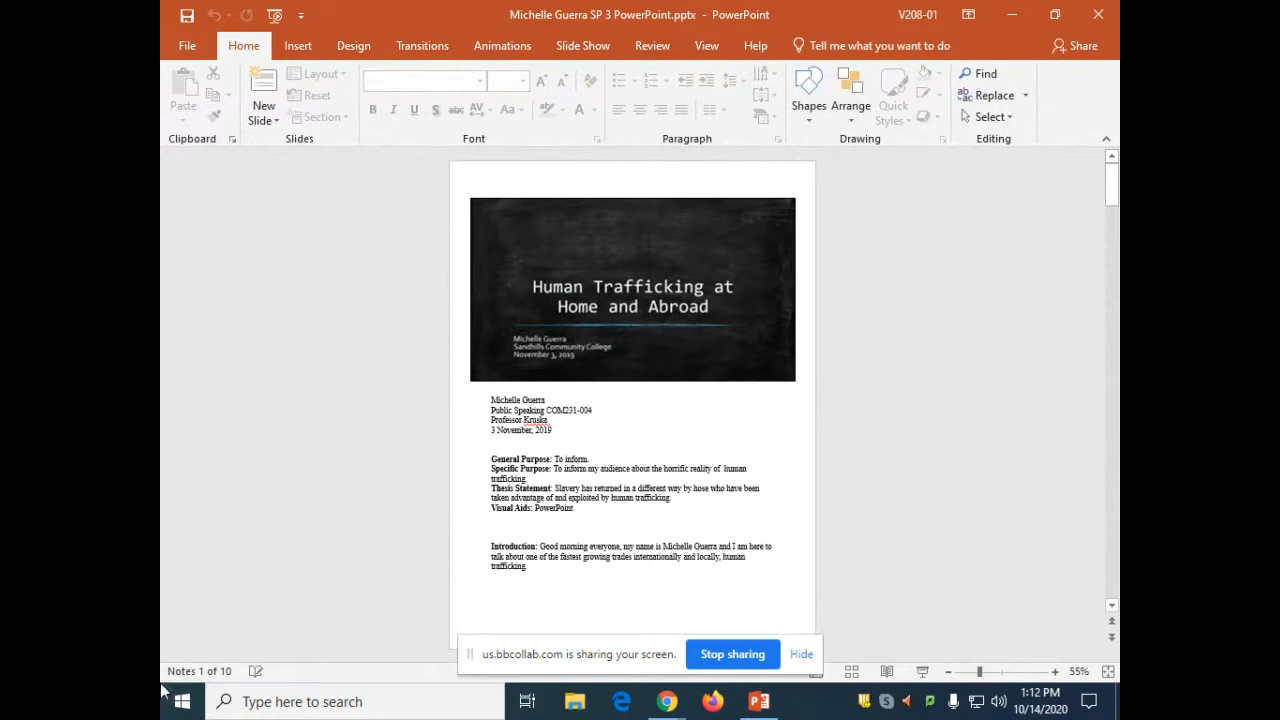 Michelle Guerra SP 3 PowerPoint.pptx - PowerPoint
V208-01
File Home Insert Design Transitions Animations Slide Show Review View Help Tell me what you want to do Share
Paste
New Slide
Layout
Reset
Section
Shapes
Arrange
Quick Styles
Find
Replace
Select
Clipboard Slides Font Paragraph Drawing Editing
Human Trafficking at
Home and Abroad
Michelle Guerra
Sandhills Community College
November 3, 2019
Michelle Guerra
Public Speaking COM231-004
Professor Kruska
3 November, 2019
General Purpose: To inform.
Specific Purpose: To inform my audience about the horrific reality of human
trafficking.
Thesis Statement: Slavery has returned in a different way by hose who have been
taken advantage of and exploited by human trafficking.
Visual Aids: PowerPoint
Introduction: Good morning everyone, my name is Michelle Guerra and I am here to
talk about one of the fastest growing trades internationally and locally, human
trafficking.
us.bbcollab.com is sharing your screen. Stop sharing Hide
Notes 1 of 10
55%
Type here to search
1:12 PM
10/14/2020